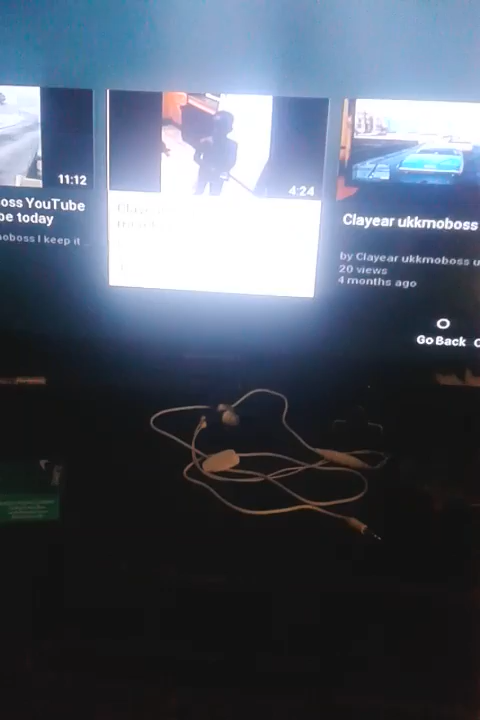 11:12
oss YouTube
be today
oboss I keep it
4:24
Clayear ukkmoboss
by Clayear ukkmoboss u
20 views
4 months ago
Go Back